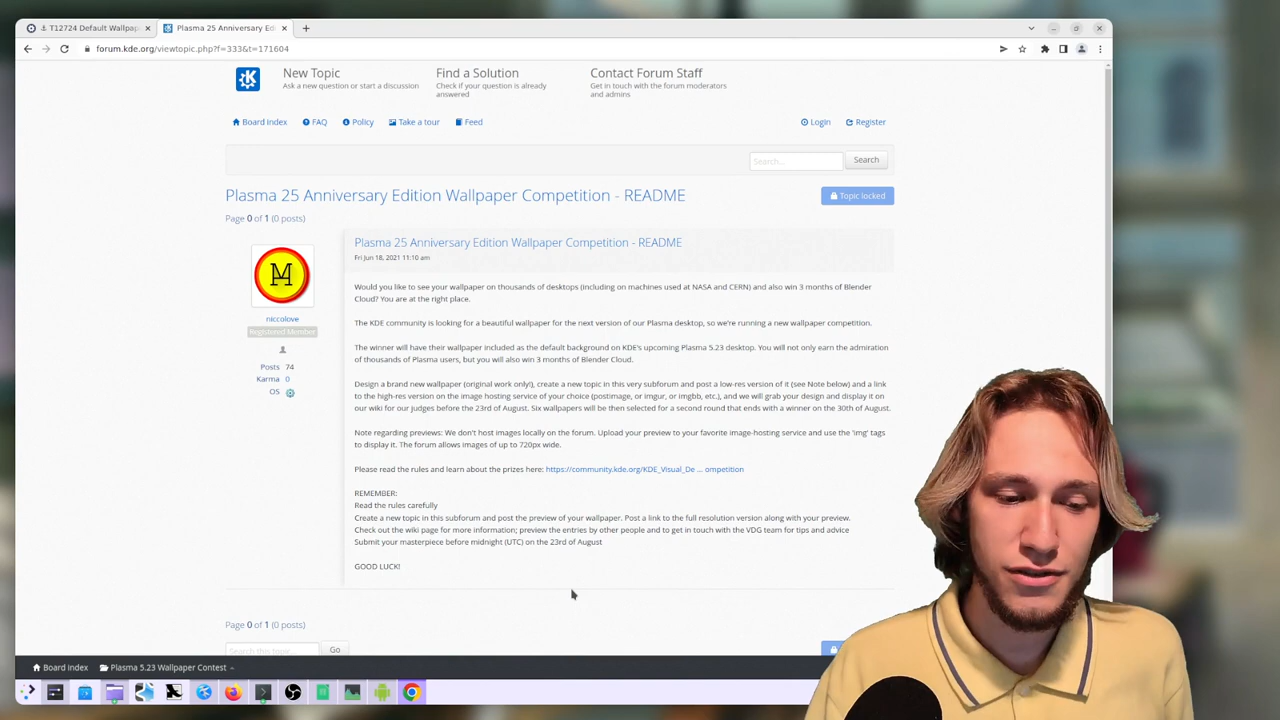 T12724 Default Wallpap
Plasma 25 Anniversary Edi
forum.kde.org/viewtopic.php?f=333&t=171604
New Topic
Ask a new question or start a discussion
Find a Solution
Check if your question is already
answered
Contact Forum Staff
Get in touch with the forum moderators
and admins
Board Index
FAQ
Policy
Take a tour
Feed
Login
Register
Search...
Search
Plasma 25 Anniversary Edition Wallpaper Competition - README
Topic locked
Page 0 of 1 (0 posts)
Plasma 25 Anniversary Edition Wallpaper Competition - README
Fri Jun 18, 2021 11:10 am
niccolove
Registered Member
Posts 74
Karma 0
OS
Would you like to see your wallpaper on thousands of desktops (including on machines used at NASA and CERN) and also win 3 months of Blender
Cloud? You are at the right place.
The KDE community is looking for a beautiful wallpaper for the next version of our Plasma desktop, so we're running a new wallpaper competition.
The winner will have their wallpaper included as the default background on KDE's upcoming Plasma 5.23 desktop. You will not only earn the admiration
of thousands of Plasma users, but you will also win 3 months of Blender Cloud.
Design a brand new wallpaper (original work only!), create a new topic in this very subforum and post a low-res version of it (see Note below) and a link
to the high-res version on the image hosting service of your choice (postimage, or imgur, or imgbb, etc.), and we will grab your design and display it on
our wiki for our judges before the 23rd of August. Six wallpapers will be then selected for a second round that ends with a winner on the 30th of August.
Note regarding previews: We don't host images locally on the forum. Upload your preview to your favorite image-hosting service and use the 'img' tags
to display it. The forum allows images of up to 720px wide.
Please read the rules and learn about the prizes here: https://community.kde.org/KDE_Visual_De ... ompetition
REMEMBER:
Read the rules carefully
Create a new topic in this subforum and post the preview of your wallpaper. Post a link to the full resolution version along with your preview.
Check out the wiki page for more information; preview the entries by other people and to get in touch with the VDG team for tips and advice
Submit your masterpiece before midnight (UTC) on the 23rd of August
GOOD LUCK!
Page 0 of 1 (0 posts)
Search this topic...
Go
Board Index
Plasma 5.23 Wallpaper Contest